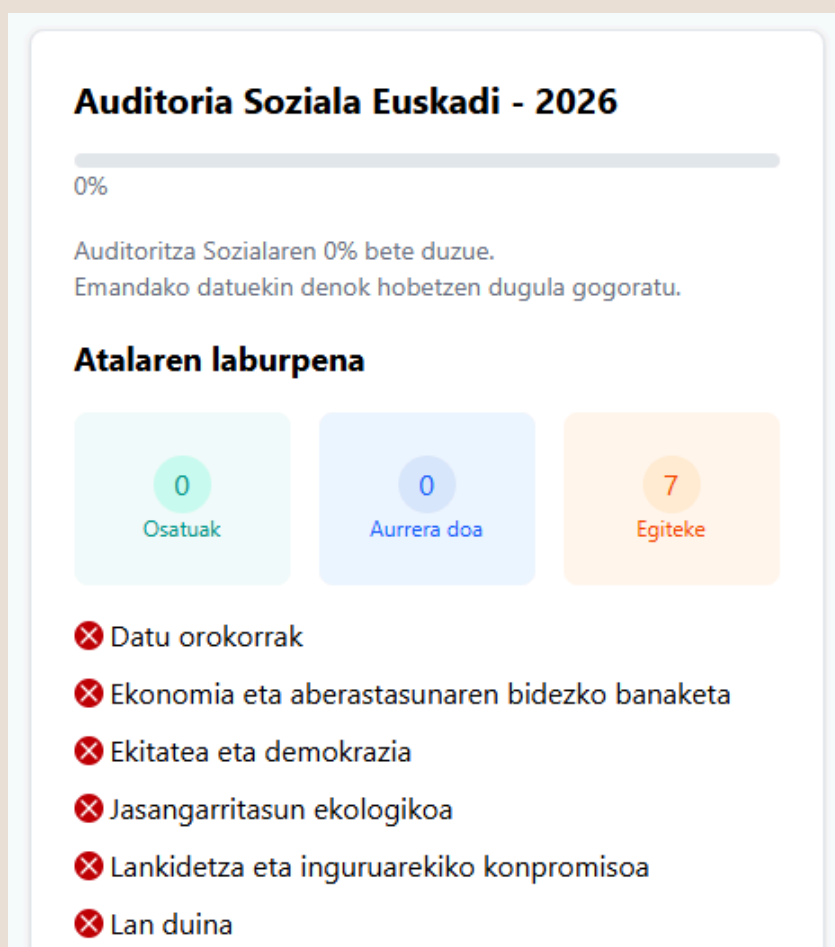 Auditoria Soziala Euskadi - 2026
0%
Auditoritza Sozialaren 0% bete duzue.
Emandako datuekin denok hobetzen dugula gogoratu.
Atalaren laburpena
0
Osatuak
0
Aurrera doa
7
Egiteke
Datu orokorrak
Ekonomia eta aberastasunaren bidezko banaketa
Ekitatea eta demokrazia
Jasangarritasun ekologikoa
Lankidetza eta inguruarekiko konpromisoa
Lan duina